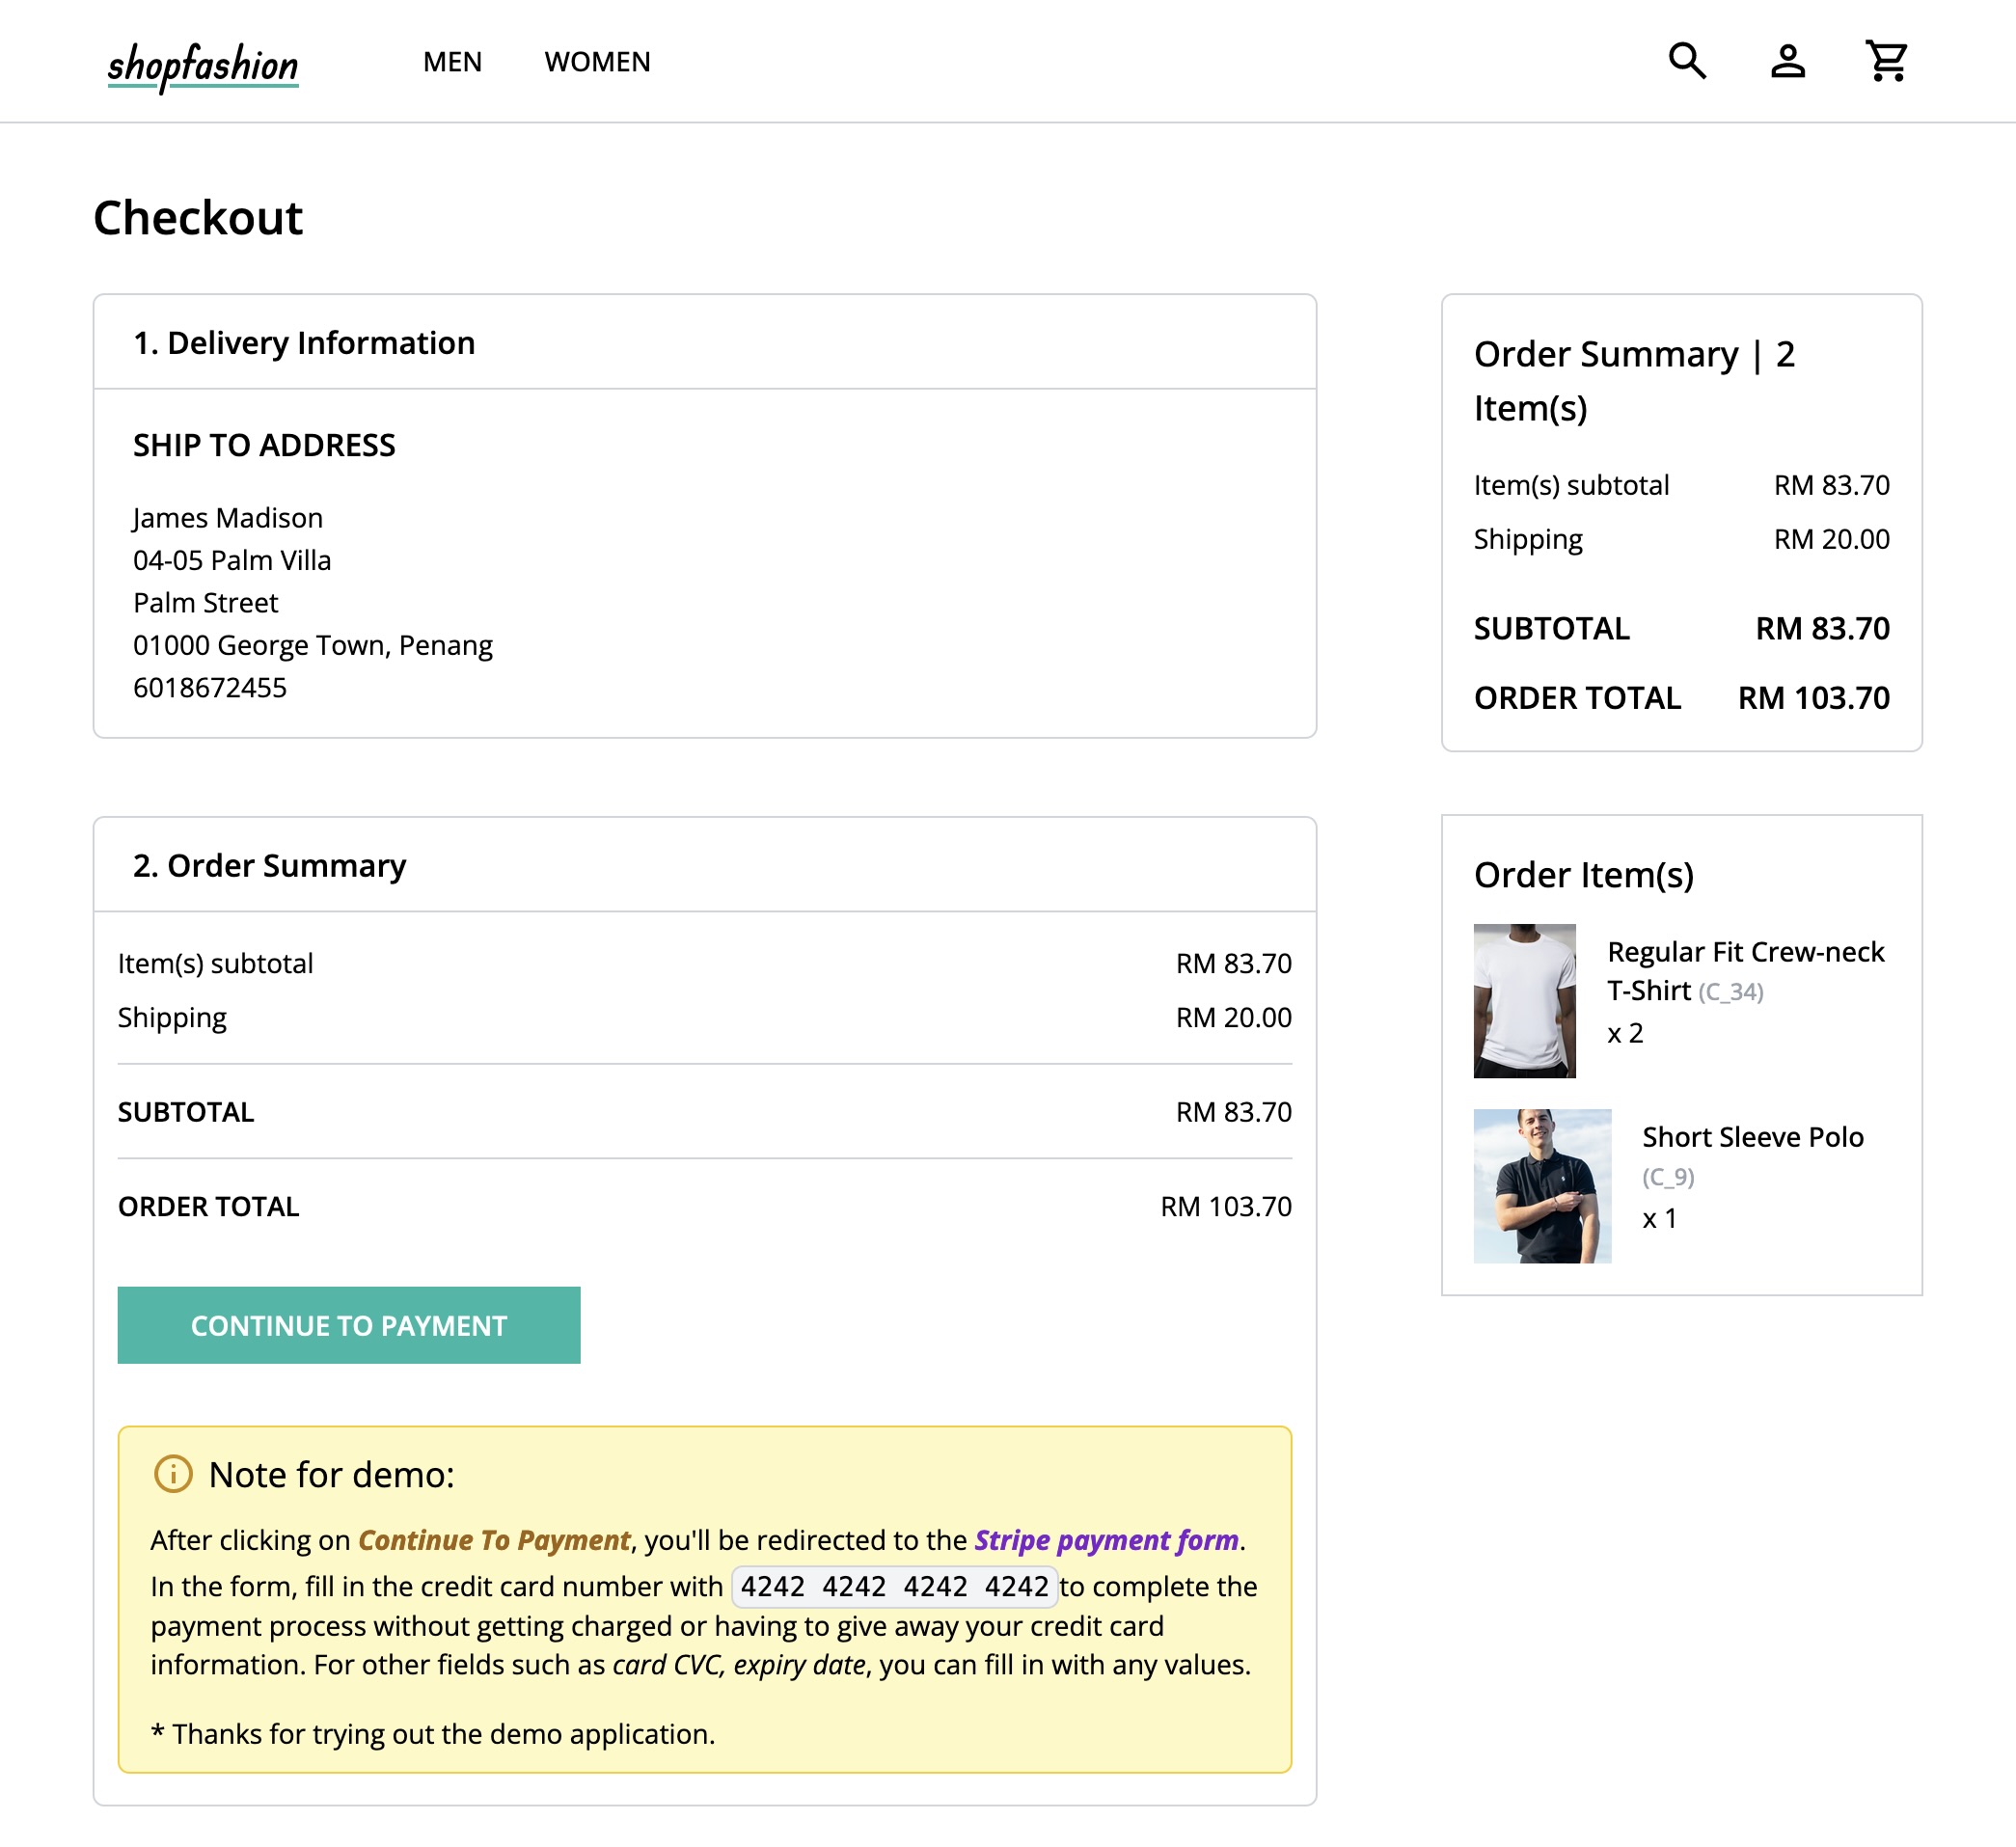 shopfashion
MEN
WOMEN
Checkout
1. Delivery Information
SHIP TO ADDRESS
James Madison
04-05 Palm Villa
Palm Street
01000 George Town, Penang
6018672455
2. Order Summary
Item(s) subtotal RM 83.70
Shipping RM 20.00
SUBTOTAL RM 83.70
ORDER TOTAL RM 103.70
CONTINUE TO PAYMENT
Note for demo:
After clicking on Continue To Payment, you'll be redirected to the Stripe payment form.
In the form, fill in the credit card number with 4242 4242 4242 4242 to complete the
payment process without getting charged or having to give away your credit card
information. For other fields such as card CVC, expiry date, you can fill in with any values.
* Thanks for trying out the demo application.
Order Summary | 2
Item(s)
Item(s) subtotal RM 83.70
Shipping RM 20.00
SUBTOTAL RM 83.70
ORDER TOTAL RM 103.70
Order Item(s)
Regular Fit Crew-neck
T-Shirt (C_34)
x 2
Short Sleeve Polo
(C_9)
x 1